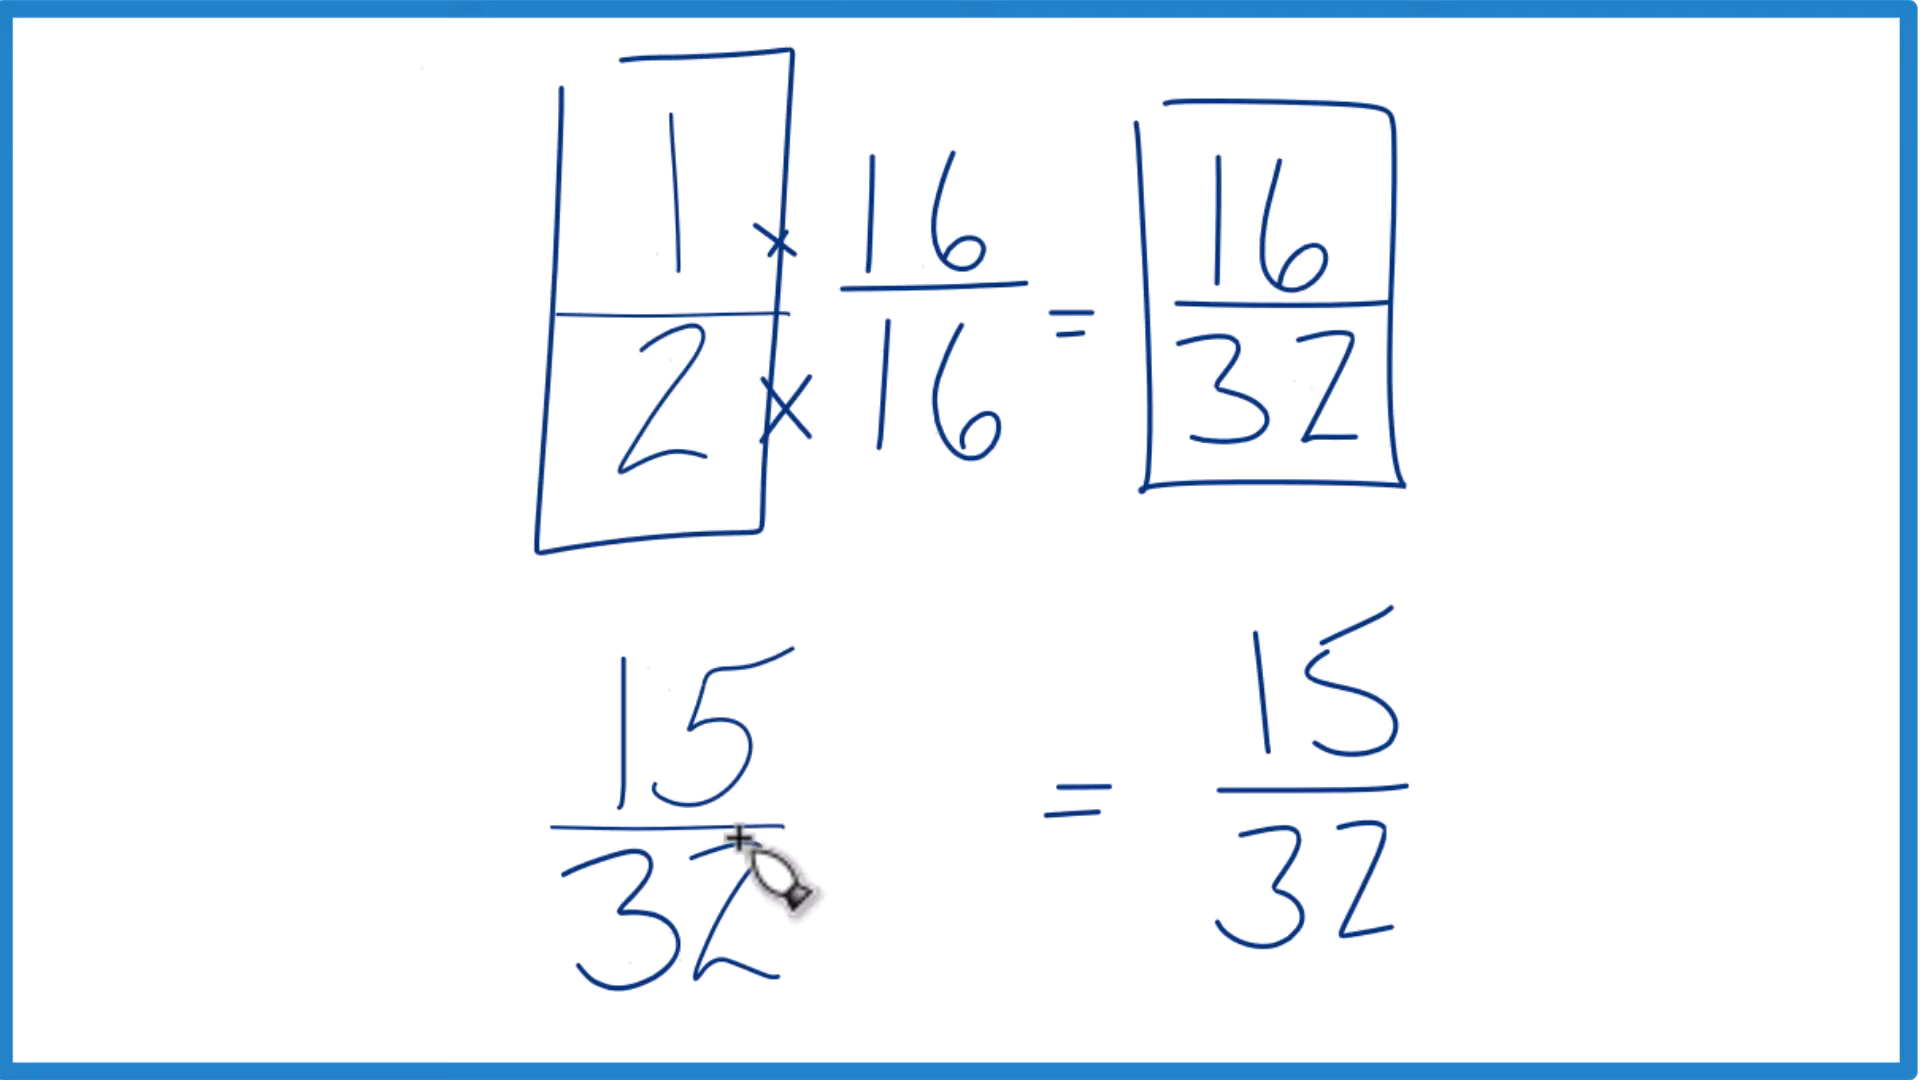 1/2 × 16/16 = 16/32
15/32 = 15/32